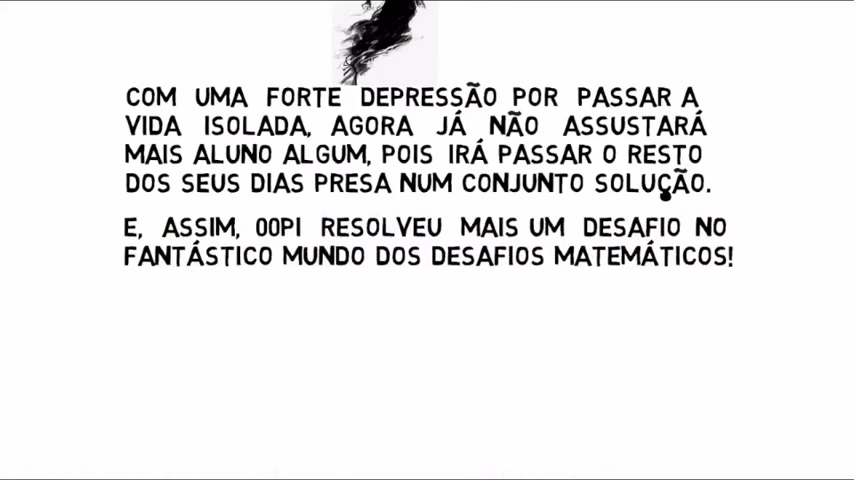 COM UMA FORTE DEPRESSÃO POR PASSAR A
VIDA ISOLADA, AGORA JÁ NÃO ASSUSTARÁ
MAIS ALUNO ALGUM, POIS IRÁ PASSAR O RESTO
DOS SEUS DIAS PRESA NUM CONJUNTO SOLUÇÃO.
E, ASSIM, 00PI RESOLVEU MAIS UM DESAFIO NO
FANTÁSTICO MUNDO DOS DESAFIOS MATEMÁTICOS!